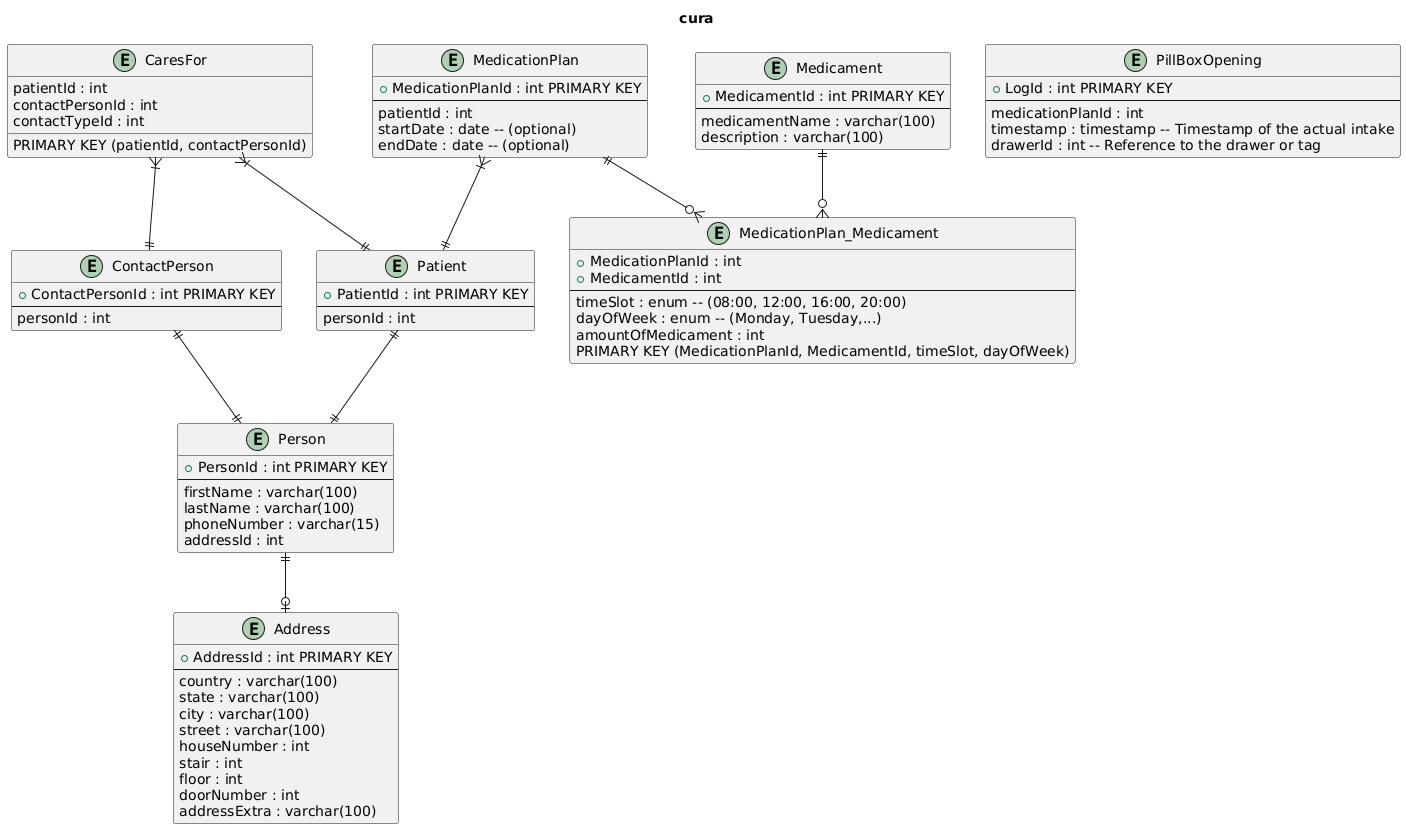 cura
E CaresFor
patientId : int
contactPersonId : int
contactTypeId : int
PRIMARY KEY (patientId, contactPersonId)
E MedicationPlan
MedicationPlanId : int PRIMARY KEY
patientId : int
startDate : date -- (optional)
endDate : date -- (optional)
E Medicament
MedicamentId : int PRIMARY KEY
medicamentName : varchar(100)
description : varchar(100)
E PillBoxOpening
LogId : int PRIMARY KEY
medicationPlanId : int
timestamp : timestamp -- Timestamp of the actual intake
drawerId : int -- Reference to the drawer or tag
E ContactPerson
ContactPersonId : int PRIMARY KEY
personId : int
E Patient
PatientId : int PRIMARY KEY
personId : int
E MedicationPlan_Medicament
MedicationPlanId : int
MedicamentId : int
timeSlot : enum -- (08:00, 12:00, 16:00, 20:00)
dayOfWeek : enum -- (Monday, Tuesday,...)
amountOfMedicament : int
PRIMARY KEY (MedicationPlanId, MedicamentId, timeSlot, dayOfWeek)
E Person
PersonId : int PRIMARY KEY
firstName : varchar(100)
lastName : varchar(100)
phoneNumber : varchar(15)
addressId : int
E Address
AddressId : int PRIMARY KEY
country : varchar(100)
state : varchar(100)
city : varchar(100)
street : varchar(100)
houseNumber : int
stair : int
floor : int
doorNumber : int
addressExtra : varchar(100)